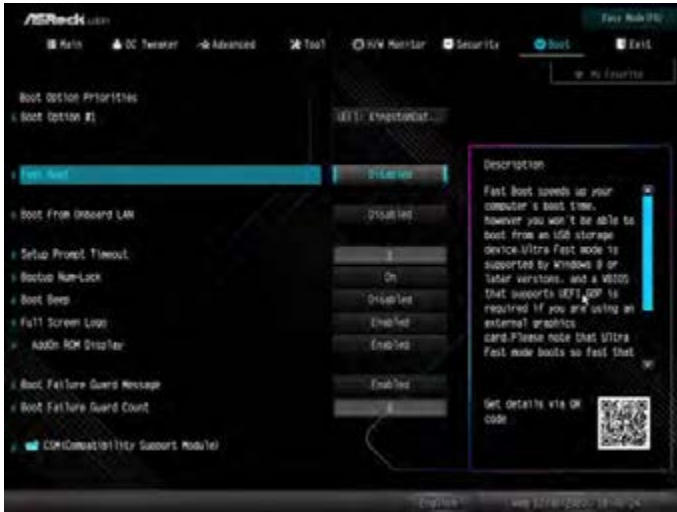 ASRock UEFI
Easy Mode(F6)
Main
OC Tweaker
Advanced
Tool
H/W Monitor
Security
Boot
Exit
My Favorite
Boot Option Priorities
Boot Option #1
UEFI:
Fast Boot
Disabled
Boot From Onboard LAN
Disabled
Setup Prompt Timeout
Bootup Num-Lock
On
Boot Beep
Disabled
Full Screen Logo
Enabled
AddOn ROM Display
Enabled
Boot Failure Guard Message
Enabled
Boot Failure Guard Count
CSM(Compatibility Support Module)
Description
Fast Boot speeds up your
computer's boot time,
however you won't be able to
boot from an USB storage
device.Ultra Fast mode is
supported by Windows 8 or
later versions, and a VBIOS
that supports UEFI GOP is
required if you are using an
external graphics
card.Please note that Ultra
Fast mode boots so fast that
Get details via QR
code
English